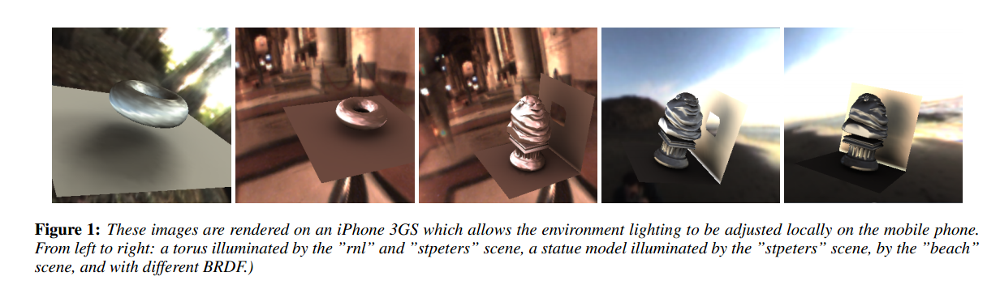 Figure 1: These images are rendered on an iPhone 3GS which allows the environment lighting to be adjusted locally on the mobile phone.
From left to right: a torus illuminated by the ”rnl” and ”stpeters” scene, a statue model illuminated by the ”stpeters” scene, by the ”beach”
scene, and with different BRDF.)